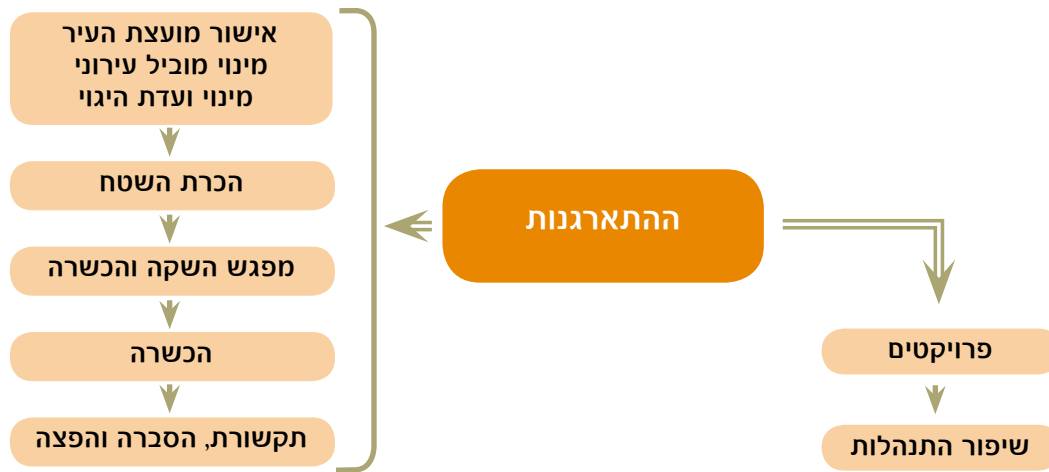 אישור מועצת העיר
מינוי מוביל עירוני
מינוי ועדת היגוי
הכרת השטח
מפגש השקה והכשרה
הכשרה
תקשורת, הסברה והפצה
ההתארגנות
פרויקטים
שיפור התנהלות